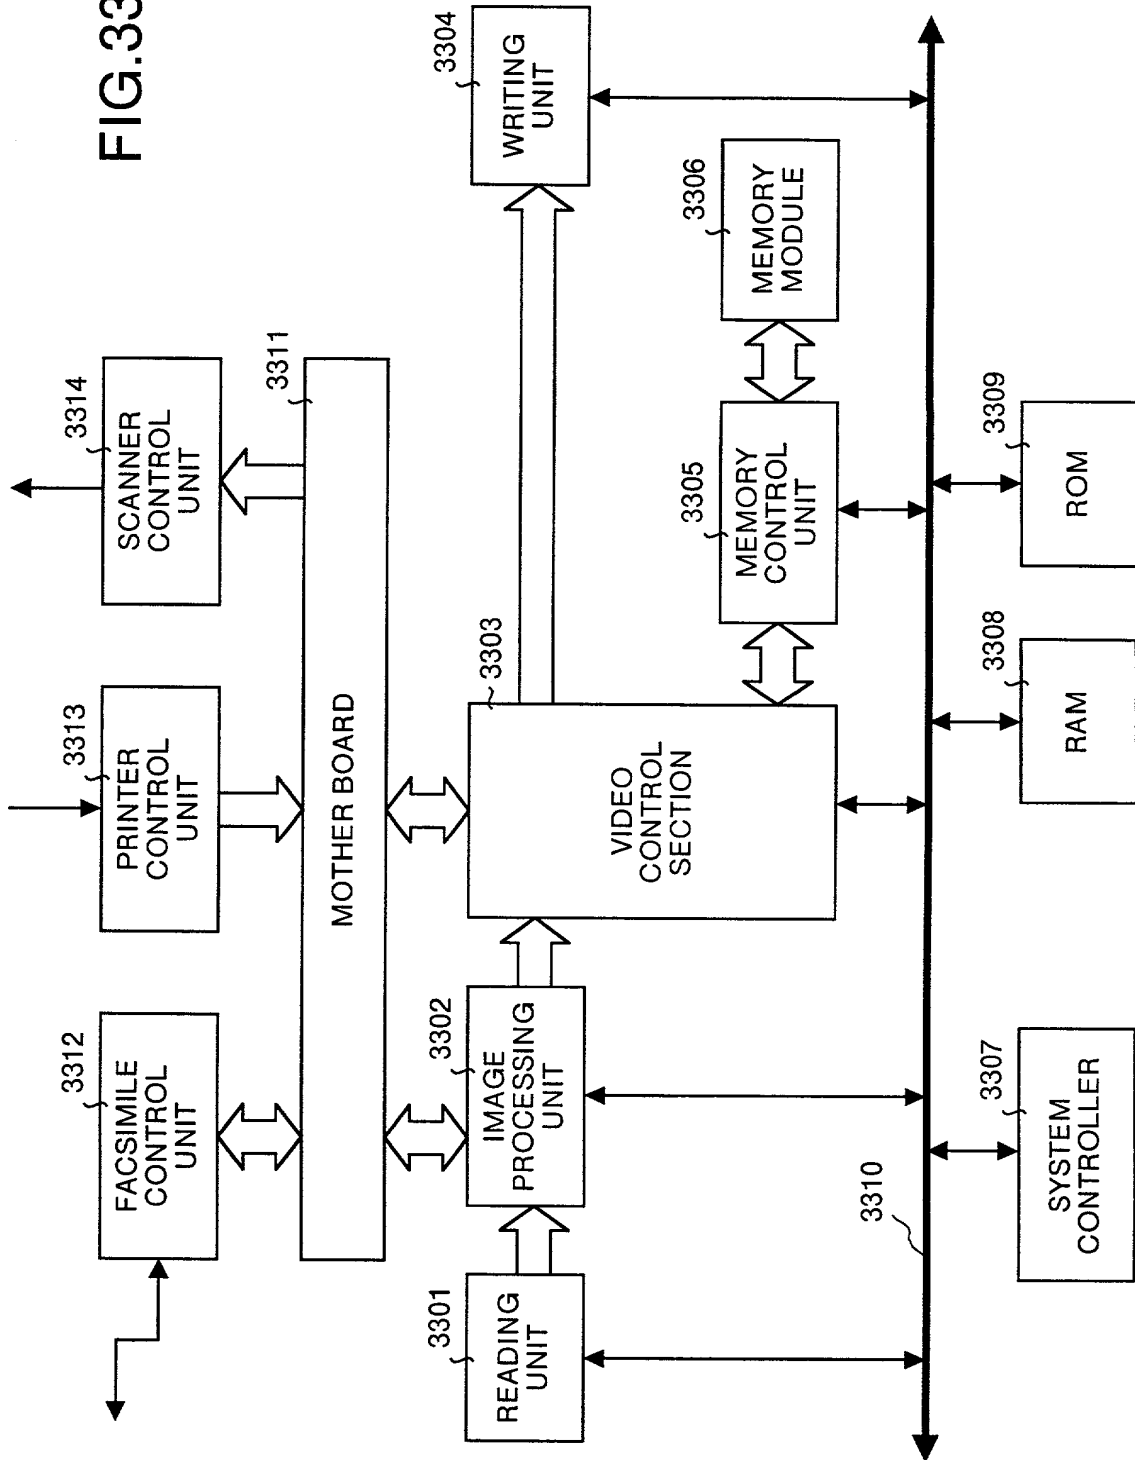 FIG.33
3312
FACSIMILE
CONTROL
UNIT
3313
PRINTER
CONTROL
UNIT
3314
SCANNER
CONTROL
UNIT
3311
MOTHER BOARD
3301
READING
UNIT
3302
IMAGE
PROCESSING
UNIT
3303
VIDEO
CONTROL
SECTION
3304
WRITING
UNIT
3305
MEMORY
CONTROL
UNIT
3306
MEMORY
MODULE
3310
3307
SYSTEM
CONTROLLER
3308
RAM
3309
ROM